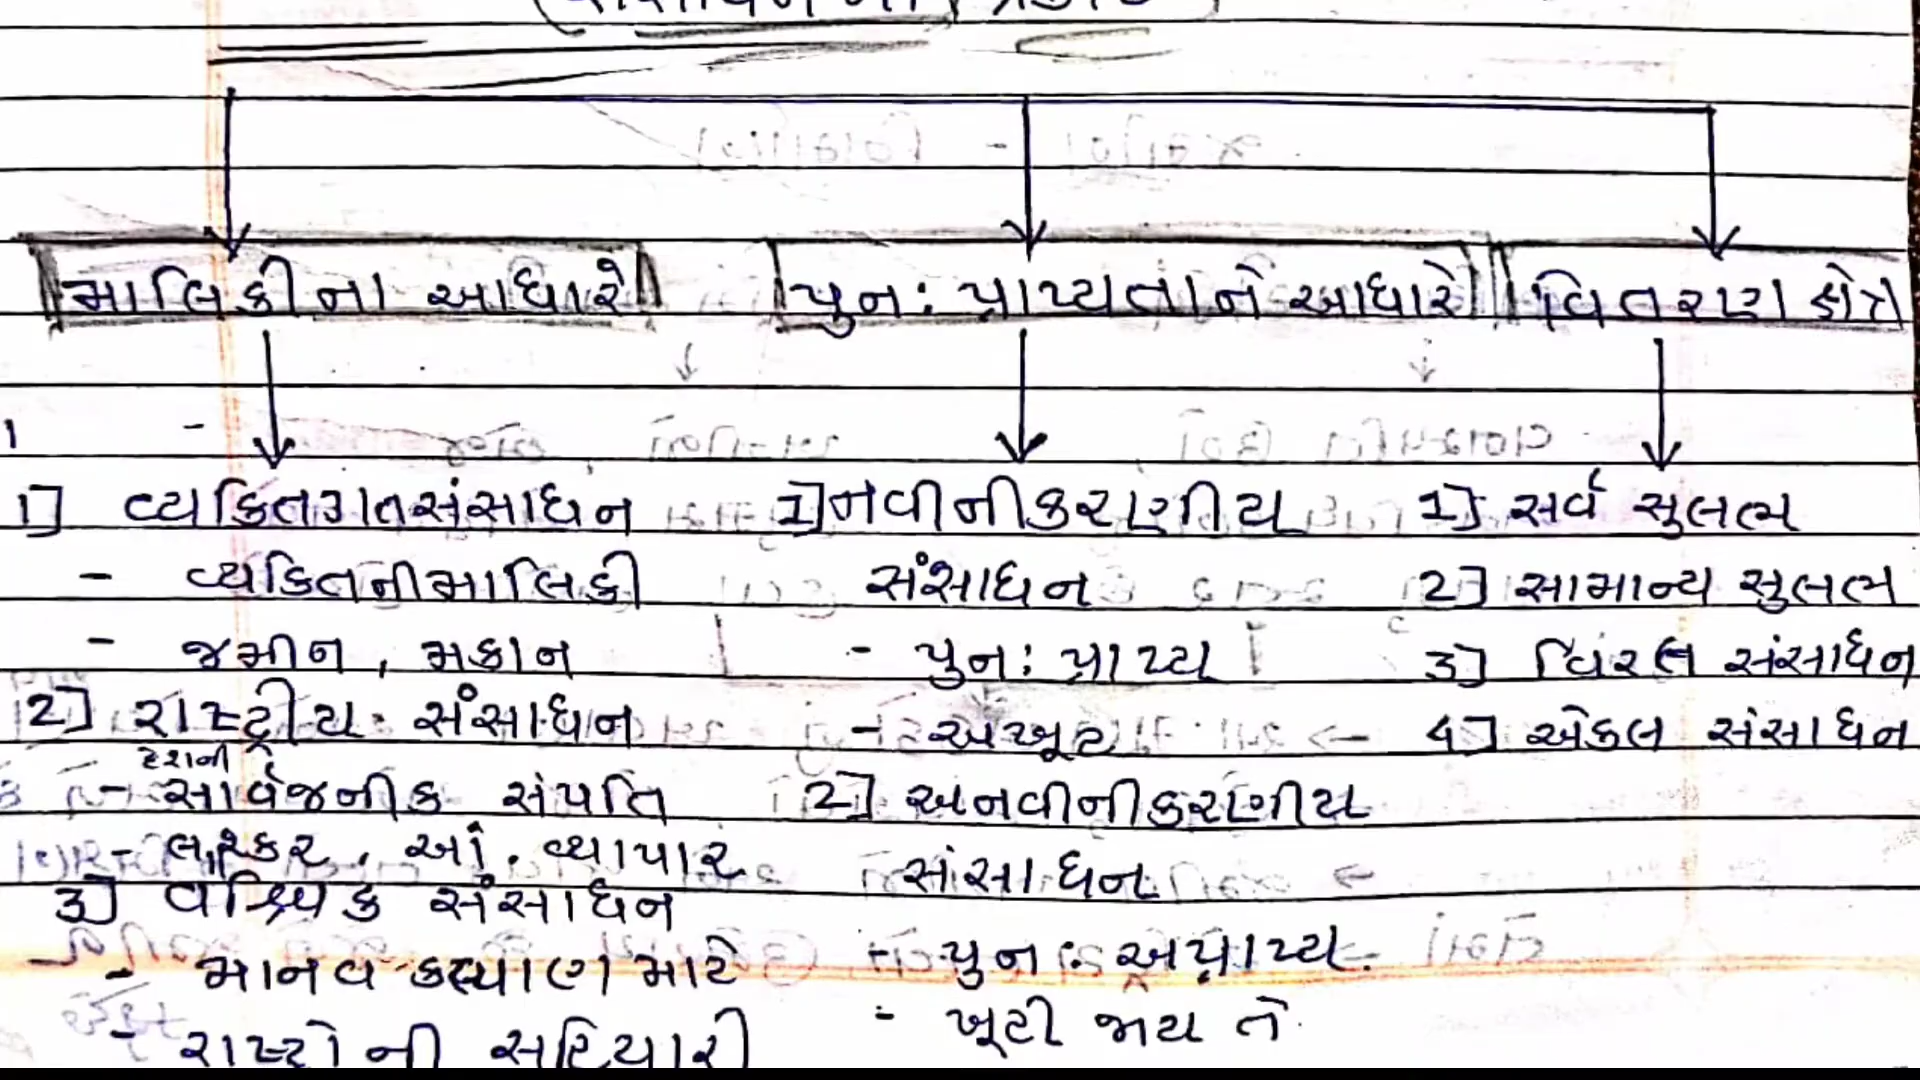 માલિકીના આધારે
પુન: પ્રાપ્યતાને આધારે
વિતરણ ક્ષેત્ર
1] વ્યકિતગતસંસાધન
- વ્યકિતનીમાલિકી
- જમીન, મકાન
2] રાષ્ટ્રીય સંસાધન
દેશની
- સાર્વજનીક સંપતિ
- લશ્કર, આં. વ્યાપાર
3] વૈશ્વિક સંસાધન
- માનવ કલ્યાણ માટે
- રાષ્ટ્રોની સહિયારી
1] નવીનીકરણીય
સંસાધન
- પુન: પ્રાપ્ય
- અખૂટ
2] અનવીનીકરણીય
સંસાધન
- પુન: અપ્રાપ્ય.
- ખૂટી જાય તે
1] સર્વ સુલભ
2] સામાન્ય સુલભ
3] વિરલ સંસાધન
4] એકલ સંસાધન